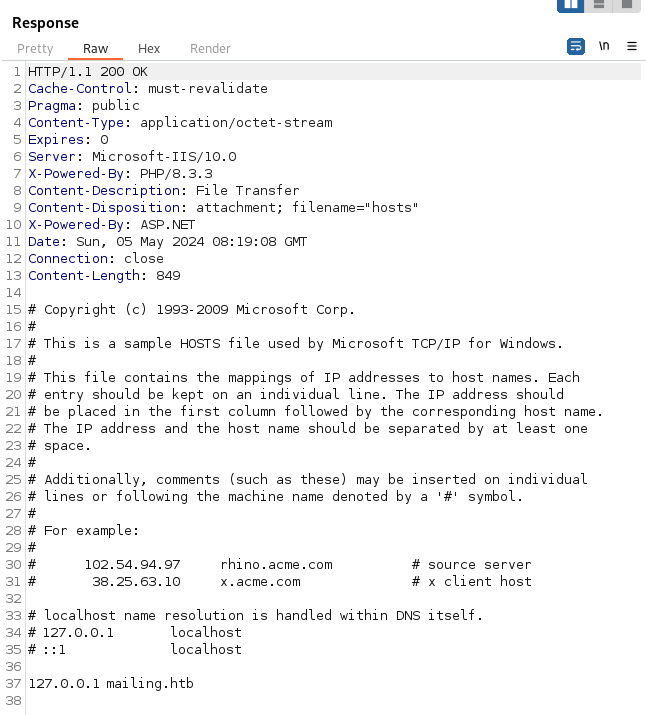 Response
Pretty Raw Hex Render \n
1 HTTP/1.1 200 OK
2 Cache-Control: must-revalidate
3 Pragma: public
4 Content-Type: application/octet-stream
5 Expires: 0
6 Server: Microsoft-IIS/10.0
7 X-Powered-By: PHP/8.3.3
8 Content-Description: File Transfer
9 Content-Disposition: attachment; filename="hosts"
10 X-Powered-By: ASP.NET
11 Date: Sun, 05 May 2024 08:19:08 GMT
12 Connection: close
13 Content-Length: 849
14
15 # Copyright (c) 1993-2009 Microsoft Corp.
16 #
17 # This is a sample HOSTS file used by Microsoft TCP/IP for Windows.
18 #
19 # This file contains the mappings of IP addresses to host names. Each
20 # entry should be kept on an individual line. The IP address should
21 # be placed in the first column followed by the corresponding host name.
22 # The IP address and the host name should be separated by at least one
23 # space.
24 #
25 # Additionally, comments (such as these) may be inserted on individual
26 # lines or following the machine name denoted by a '#' symbol.
27 #
28 # For example:
29 #
30 #      102.54.94.97     rhino.acme.com          # source server
31 #       38.25.63.10     x.acme.com              # x client host
32
33 # localhost name resolution is handled within DNS itself.
34 # 127.0.0.1       localhost
35 # ::1             localhost
36
37 127.0.0.1 mailing.htb
38